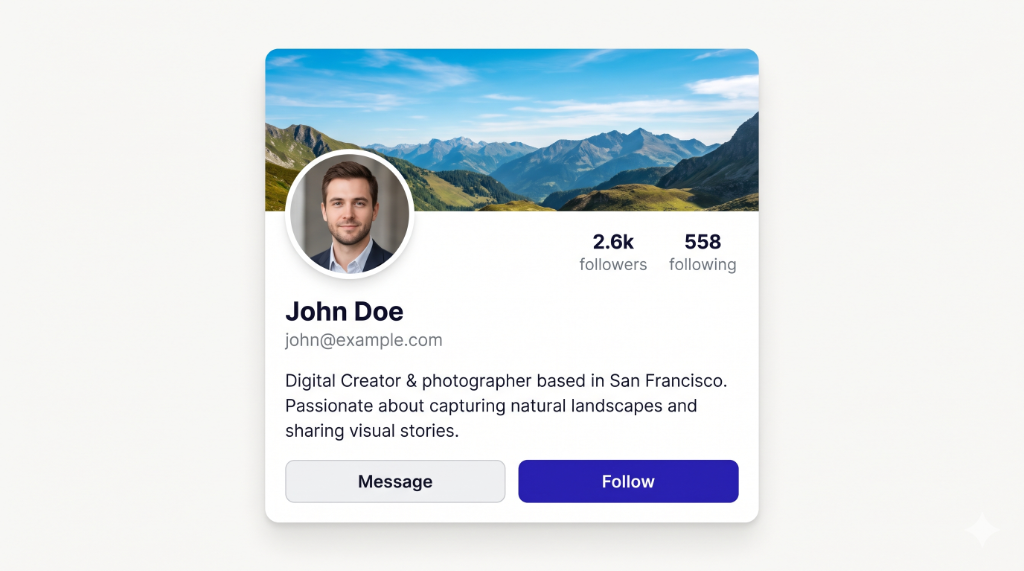 2.6k
followers
558
following
John Doe
john@example.com
Digital Creator & photographer based in San Francisco.
Passionate about capturing natural landscapes and
sharing visual stories.
Message
Follow